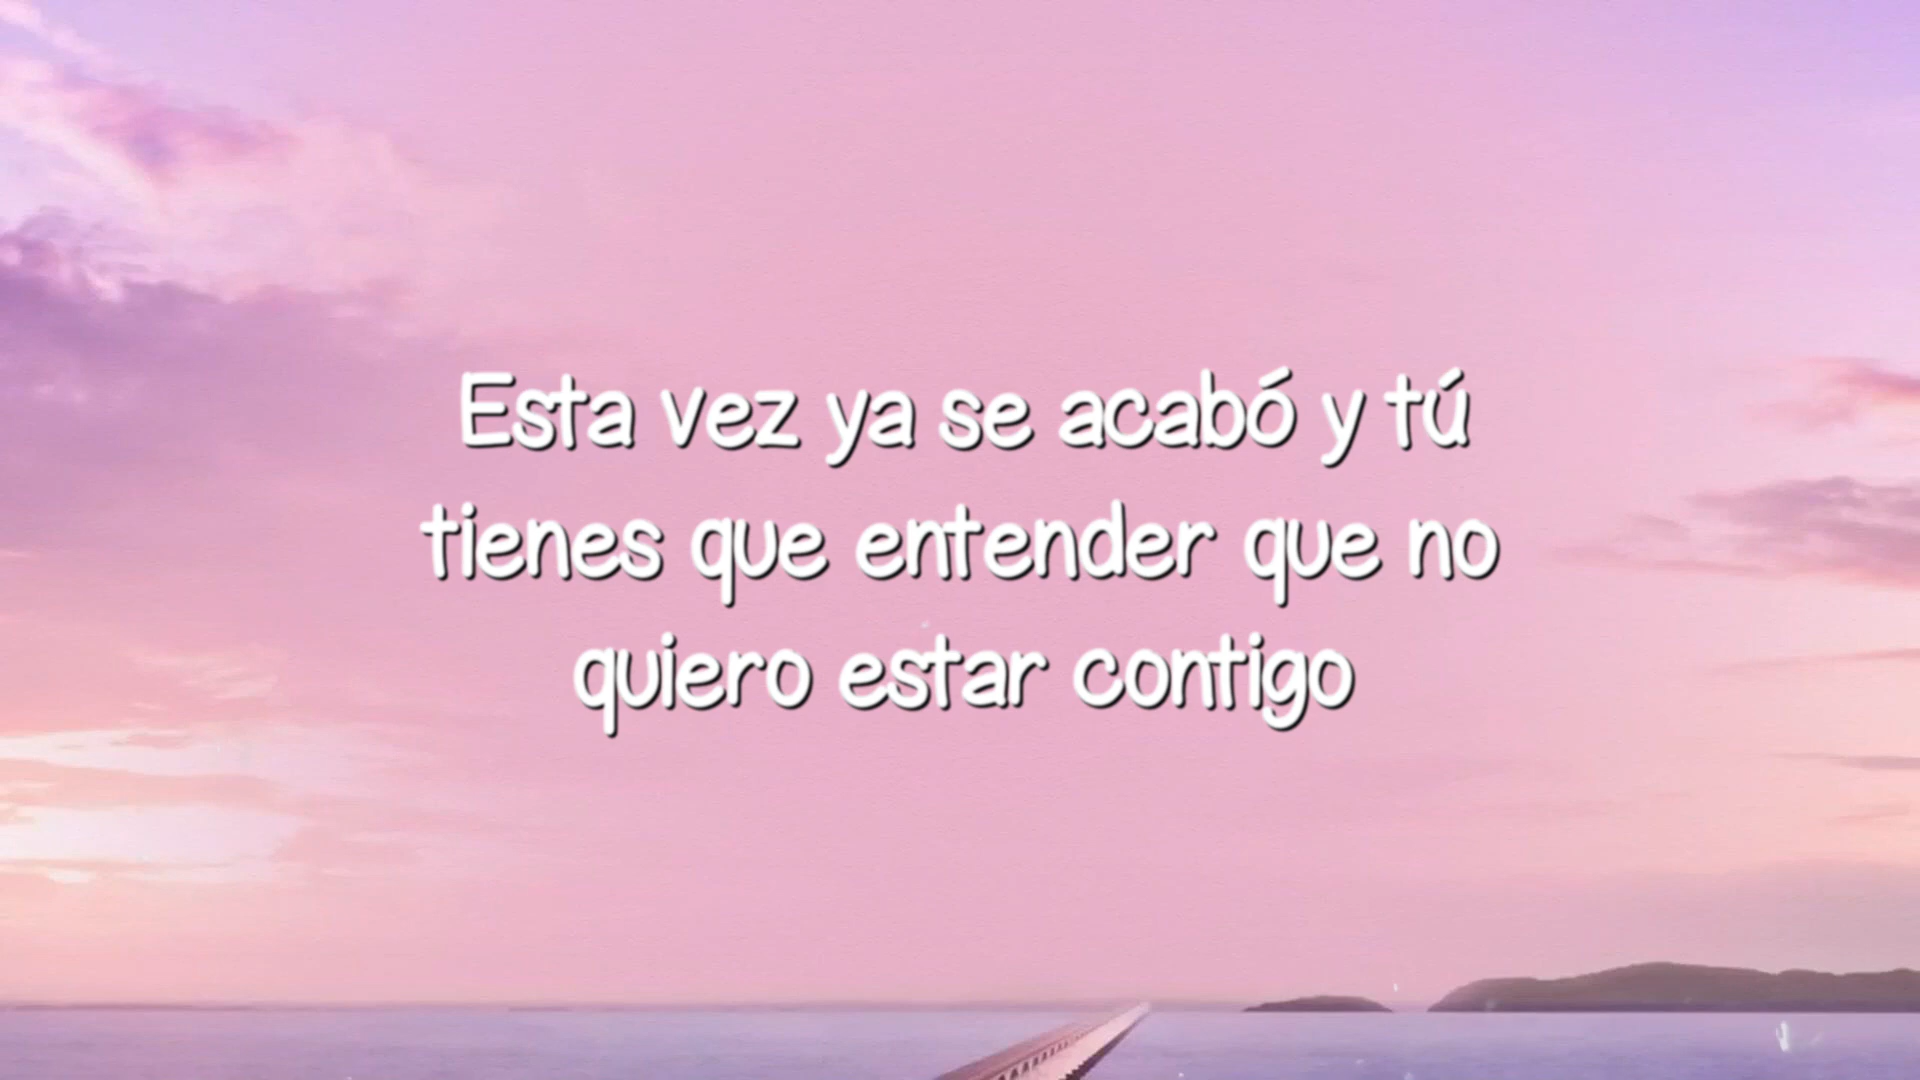 Esta vez ya se acabó y tú
tienes que entender que no
quiero estar contigo